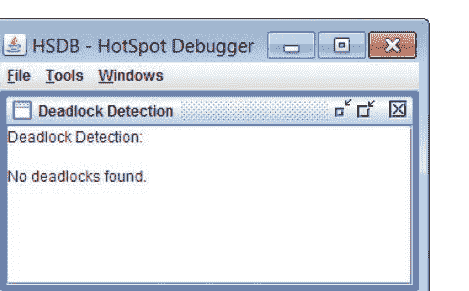 HSDB - HotSpot Debugger
File Tools Windows
Deadlock Detection
Deadlock Detection:
No deadlocks found.